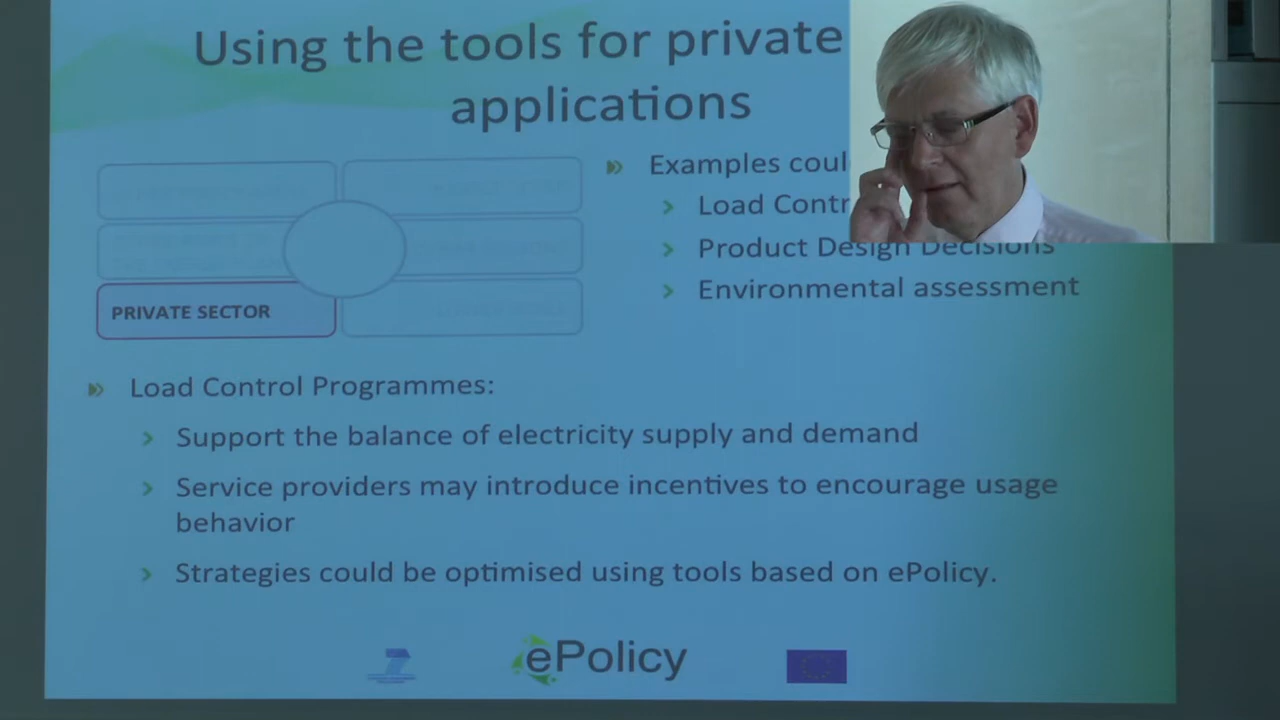 Using the tools for private
applications
PRIVATE SECTOR
Examples coul
Load Contr
Product Design Decisions
Environmental assessment
Load Control Programmes:
Support the balance of electricity supply and demand
Service providers may introduce incentives to encourage usage
behavior
Strategies could be optimised using tools based on ePolicy.
7
ePolicy